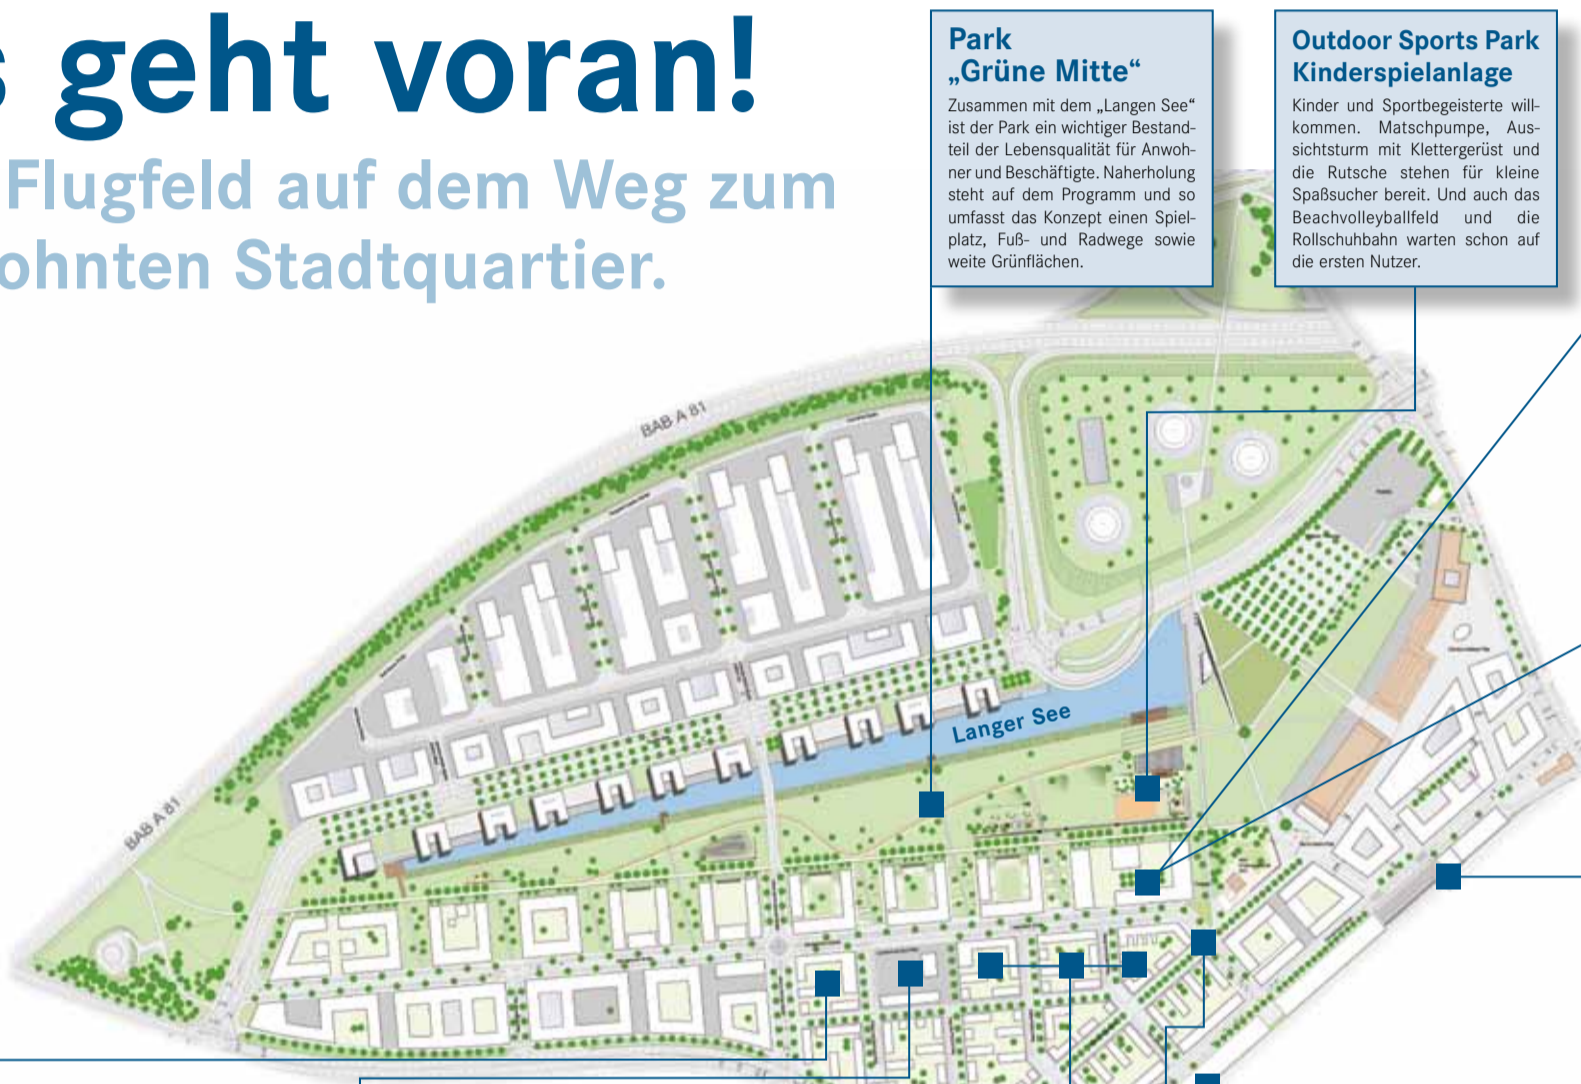 s geht voran!
Flugfeld auf dem Weg zum
ohnten Stadtquartier.
Park
„Grüne Mitte“
Zusammen mit dem „Langen See“
ist der Park ein wichtiger Bestand-
teil der Lebensqualität für Anwoh-
ner und Beschäftigte. Naherholung
steht auf dem Programm und so
umfasst das Konzept einen Spiel-
platz, Fuß- und Radwege sowie
weite Grünflächen.
Outdoor Sports Park
Kinderspielanlage
Kinder und Sportbegeisterte will-
kommen. Matschpumpe, Aus-
sichtsturm mit Klettergerüst und
die Rutsche stehen für kleine
Spaßsucher bereit. Und auch das
Beachvolleyballfeld und die
Rollschuhbahn warten schon auf
die ersten Nutzer.
BAB A 81
Langer See
BAB A 81